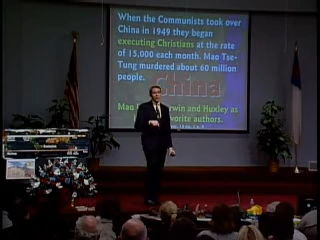 When the Communists took over
China in 1949 they began
executing Christians at the rate
of 15,000 each month. Mao Tse-
Tung murdered about 60 million
people.
China
Mao Darwin and Huxley as
favorite authors.